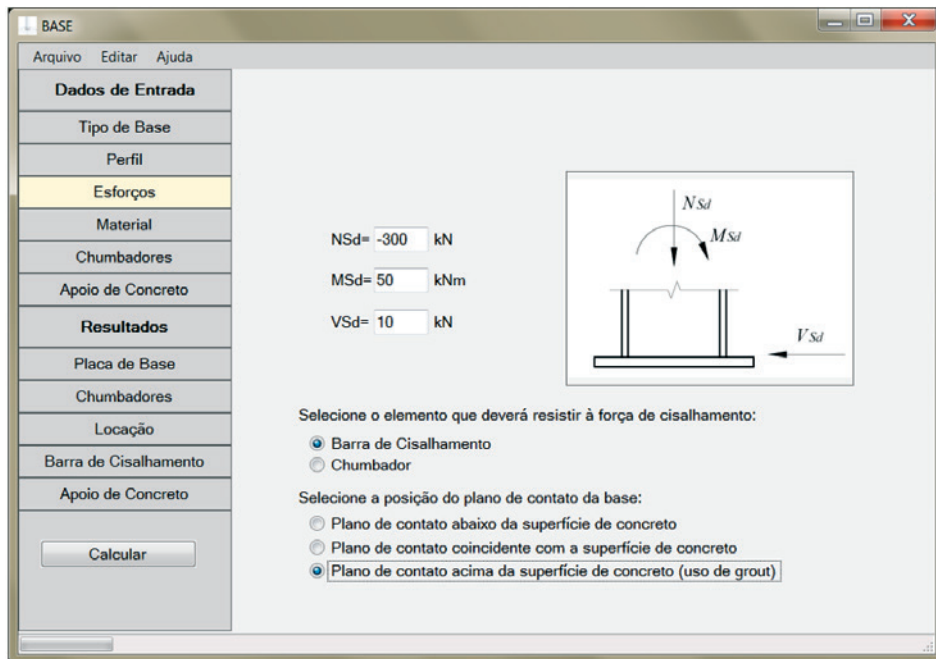 BASE
Arquivo Editar Ajuda
Dados de Entrada
Tipo de Base
Perfil
Esforços
Material
Chumbadores
Apoio de Concreto
Resultados
Placa de Base
Chumbadores
Locação
Barra de Cisalhamento
Apoio de Concreto
Calcular
NSd= -300 kN
MSd= 50 kNm
VSd= 10 kN
NSd
MSd
VSd
Selecione o elemento que deverá resistir à força de cisalhamento:
Barra de Cisalhamento
Chumbador
Selecione a posição do plano de contato da base:
Plano de contato abaixo da superfície de concreto
Plano de contato coincidente com a superfície de concreto
Plano de contato acima da superfície de concreto (uso de grout)